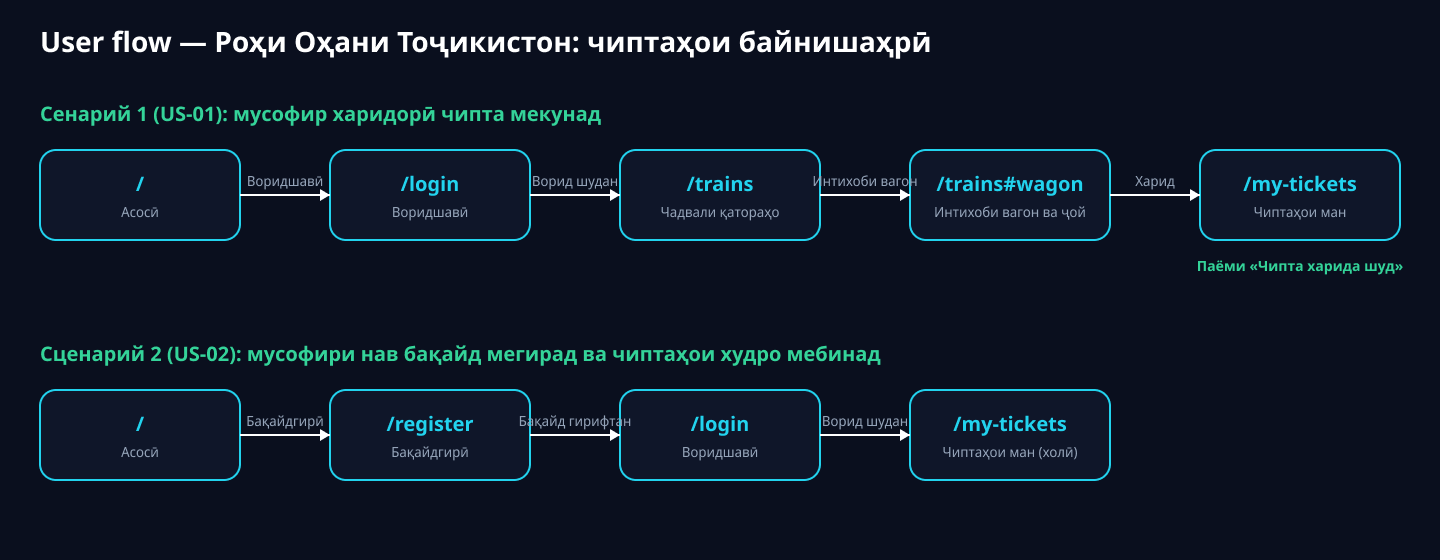 User flow — Роҳи Оҳани Тоҷикистон: чиптаҳои байнишаҳрӣ
Сенарий 1 (US-01): мусофир харидорӣ чипта мекунад
/
Асосӣ
Воридшавӣ
/login
Воридшавӣ
Ворид шудан
/trains
Чадвали қатораҳо
Интихоби вагон
/trains#wagon
Интихоби вагон ва ҷой
Харид
/my-tickets
Чиптаҳои ман
Паёми «Чипта харида шуд»
Сценарий 2 (US-02): мусофири нав бақайд мегирад ва чиптаҳои худро мебинад
/
Асосӣ
Бақайдгирӣ
/register
Бақайдгирӣ
Бақайд гирифтан
/login
Воридшавӣ
Ворид шудан
/my-tickets
Чиптаҳои ман (холӣ)